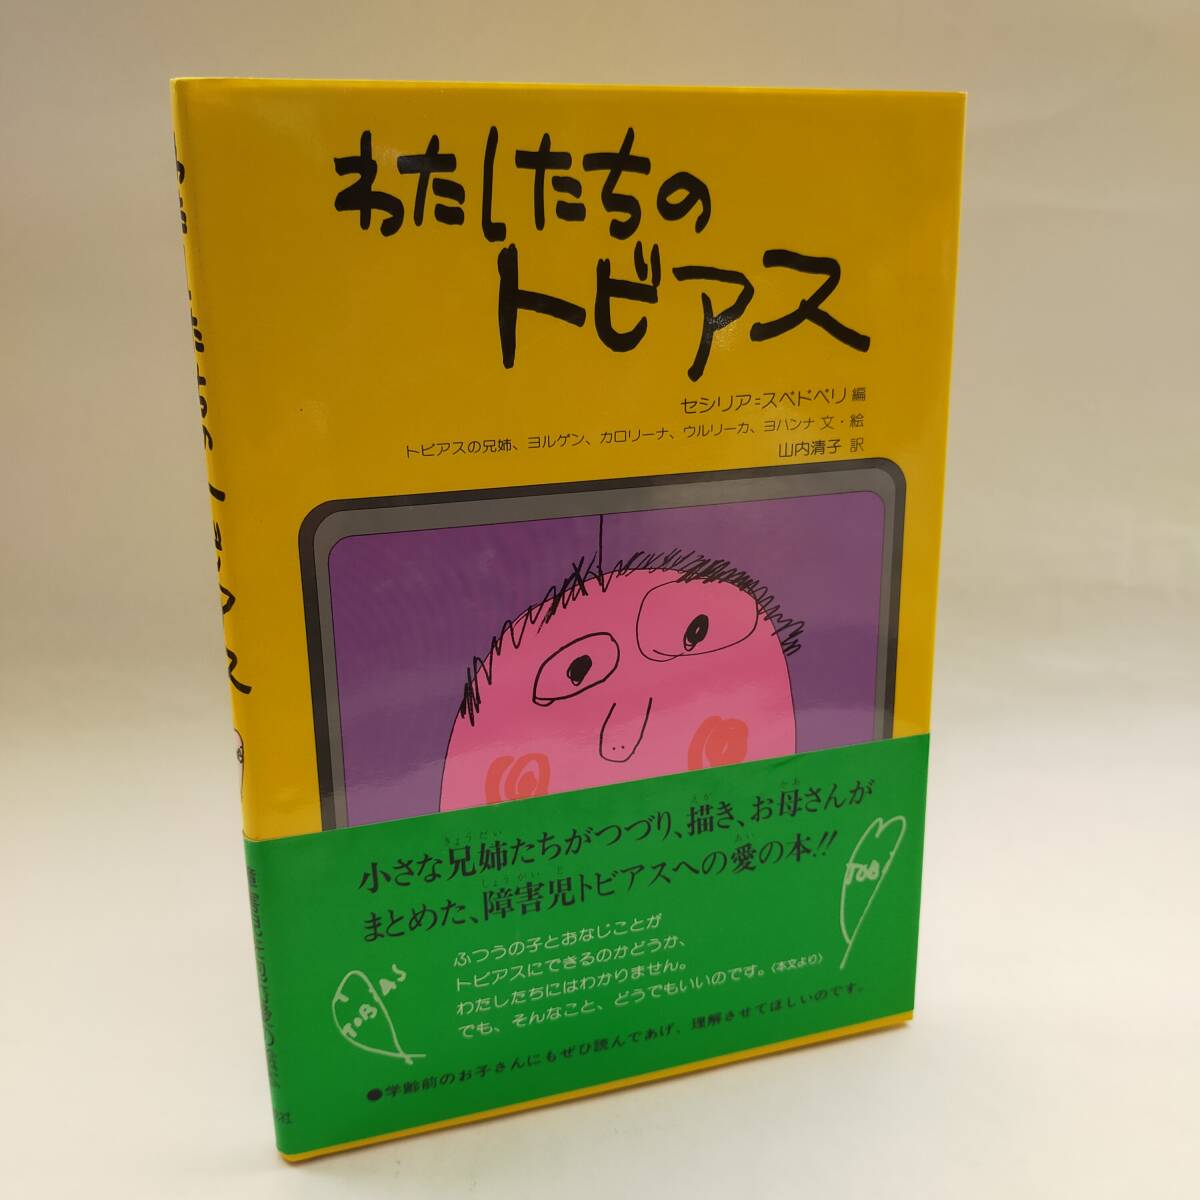 わたしたちの
トビアス
セシリア=スベドベリ 編
トビアスの兄姉、ヨルゲン、カロリーナ、ウルリーカ、ヨハンナ 文・絵
山内清子 訳
小さな兄姉たちがつづり、描き、お母さんが
まとめた、障害児トビアスへの愛の本!!
ふつうの子とおなじことが
トビアスにできるのかどうか、
わたしたちにはわかりません。
でも、そんなこと、どうでもいいのです。〈本文より〉
●学齢前のお子さんにもぜひ読んであげ、理解させてほしいのです。
TOBIAS
TOBI